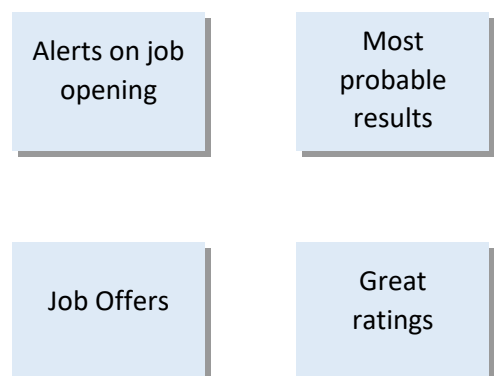 Alerts on job
opening
Most
probable
results
Job Offers
Great
ratings